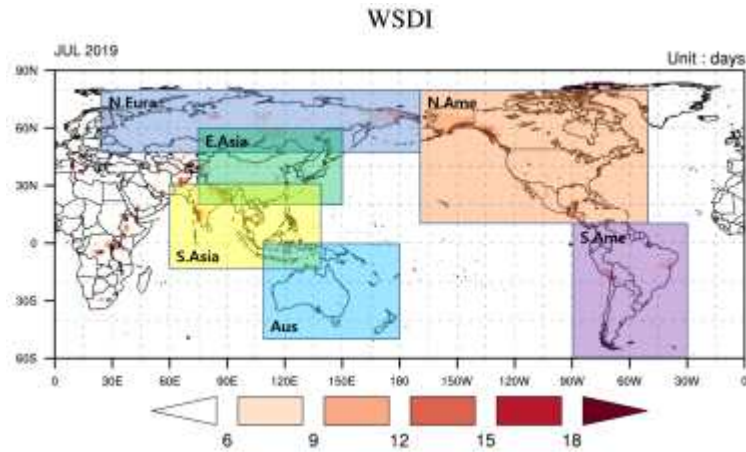 WSDI
JUL 2019
Unit : days
90N
N.Eura
N.Ame
60N
E.Asia
30N
S.Asia
0
S.Ame
30S
Aus
60S
0 30E 60E 90E 120E 150E 180 150W 120W 90W 60W 30W 0
6 9 12 15 18